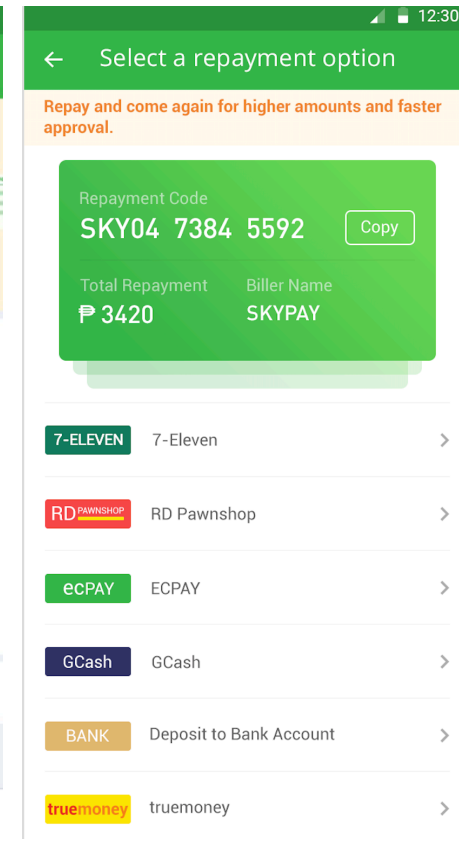 12:30
← Select a repayment option
Repay and come again for higher amounts and faster
approval.
Repayment Code
SKY04 7384 5592
Copy
Total Repayment Biller Name
₱ 3420 SKYPAY
7-ELEVEN 7-Eleven
RD PAWNSHOP RD Pawnshop
ecPAY ECPAY
GCash GCash
BANK Deposit to Bank Account
truemoney truemoney